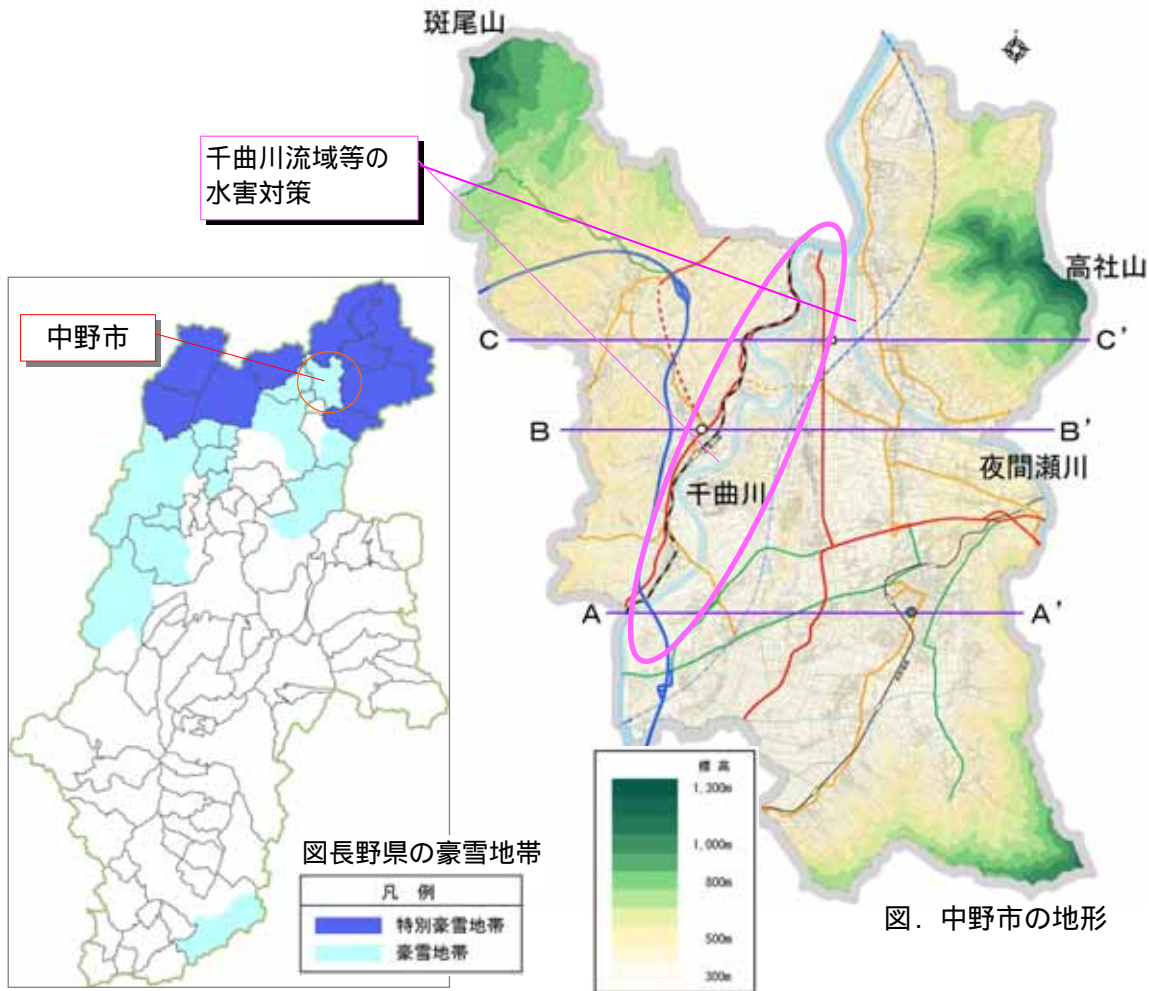 斑尾山
千曲川流域等の
水害対策
高社山
中野市
C
C'
B
B'
夜間瀬川
千曲川
A
A'
標高
1,300m
1,000m
800m
500m
300m
図長野県の豪雪地帯
凡 例
特別豪雪地帯
豪雪地帯
図．中野市の地形